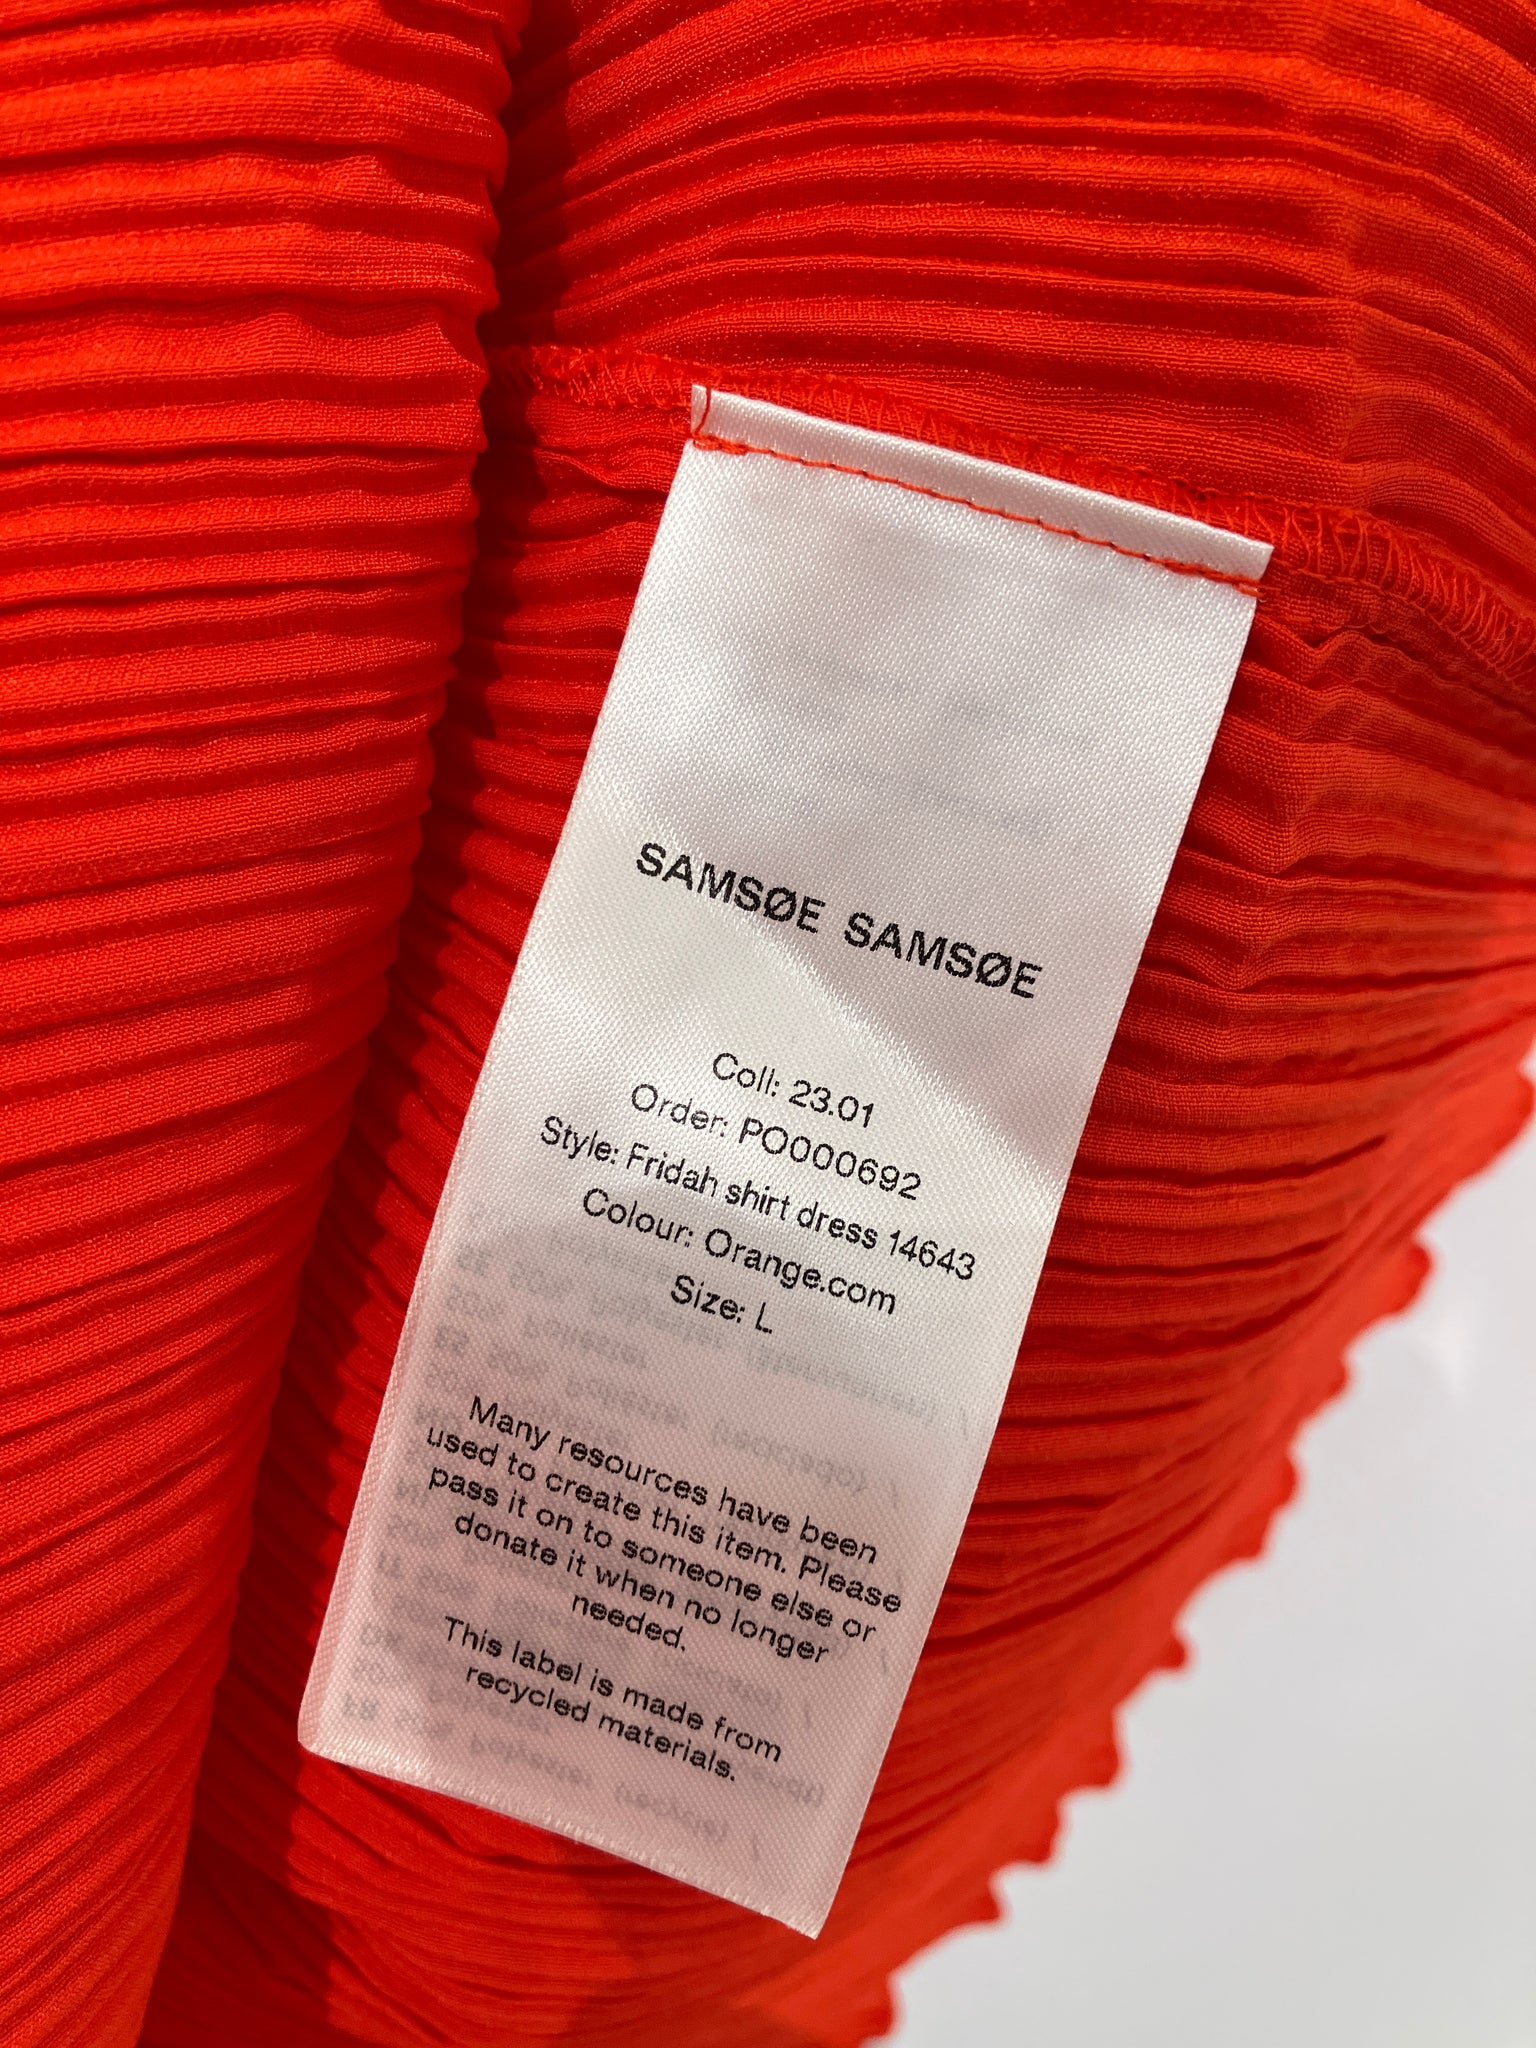 SAMSØE SAMSØE
Coll: 23.01
Order: PO000692
Style: Fridah shirt dress 14643
Colour: Orange.com
Size: L
Many resources have been
used to create this item. Please
pass it on to someone else or
donate it when no longer
needed.
This label is made from
recycled materials.